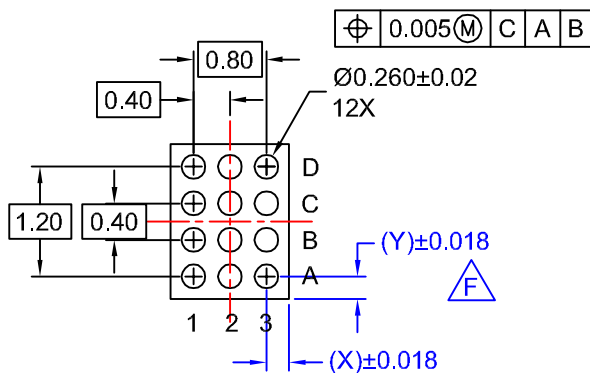 ⌖ 0.005Ⓜ C A B
0.80
Ø0.260±0.02
12X
0.40
D
C
1.20 0.40
B
(Y)±0.018
A
F
1 2 3
(X)±0.018